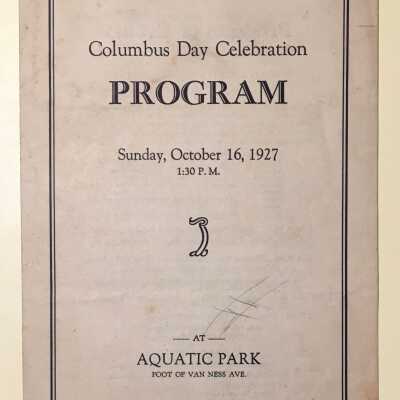 Columbus Day Celebration
PROGRAM
Sunday, October 16, 1927
1:30 P. M.
AT
AQUATIC PARK
FOOT OF VAN NESS AVE.